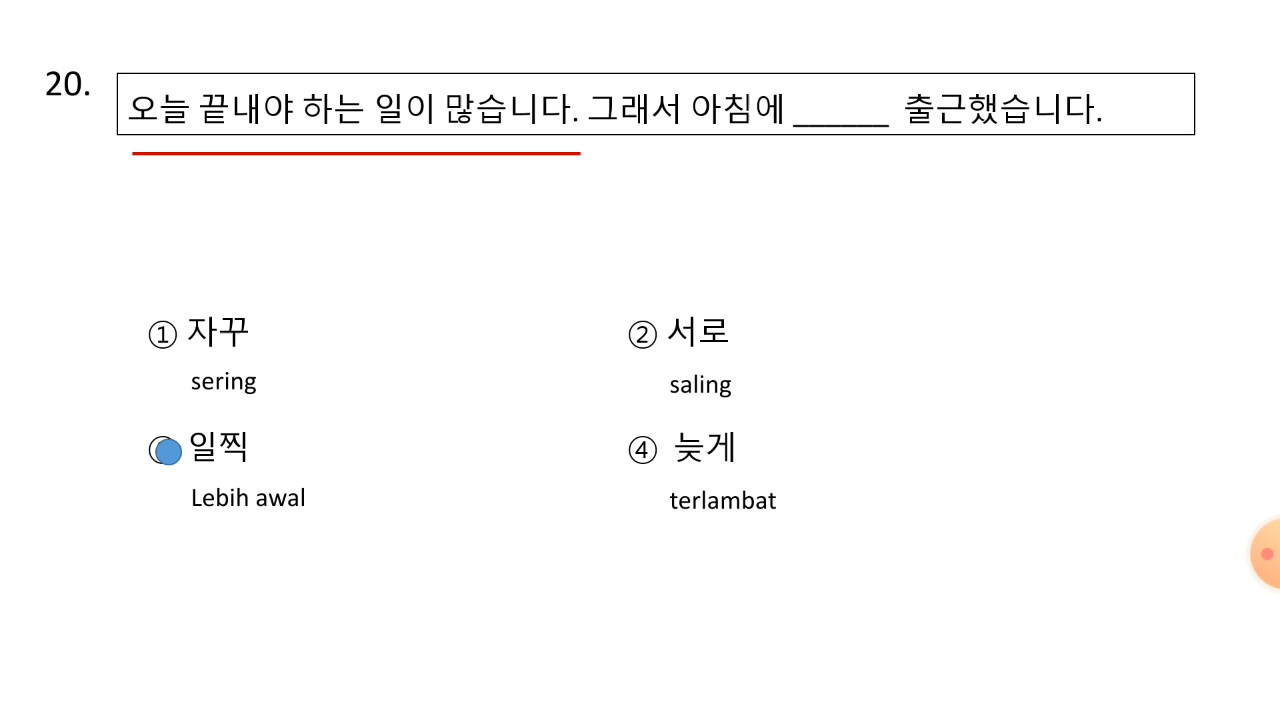 20.
오늘 끝내야 하는 일이 많습니다. 그래서 아침에 ______ 출근했습니다.
① 자꾸
② 서로
sering
saling
일찍
④ 늦게
Lebih awal
terlambat